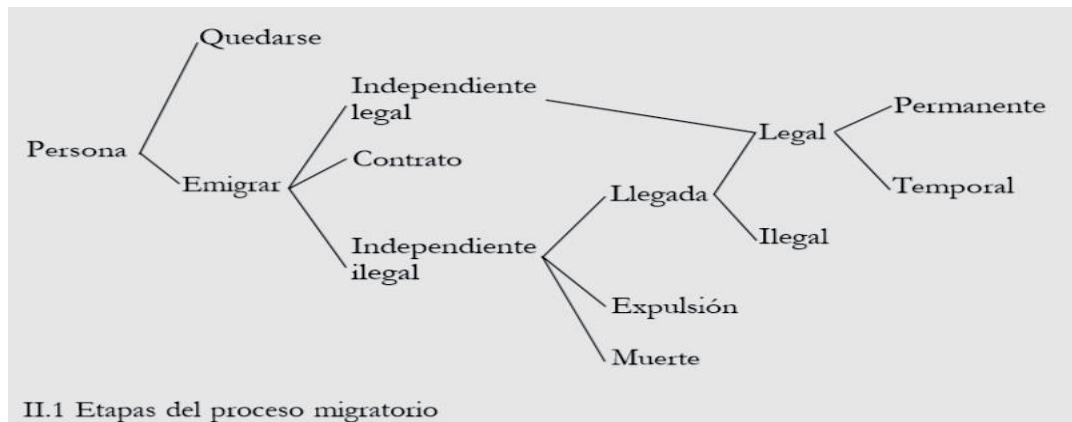 Quedarse
Independiente
legal
Permanente
Legal
Persona
Contrato
Emigrar
Llegada
Temporal
Ilegal
Independiente
ilegal
Expulsión
Muerte
II.1 Etapas del proceso migratorio